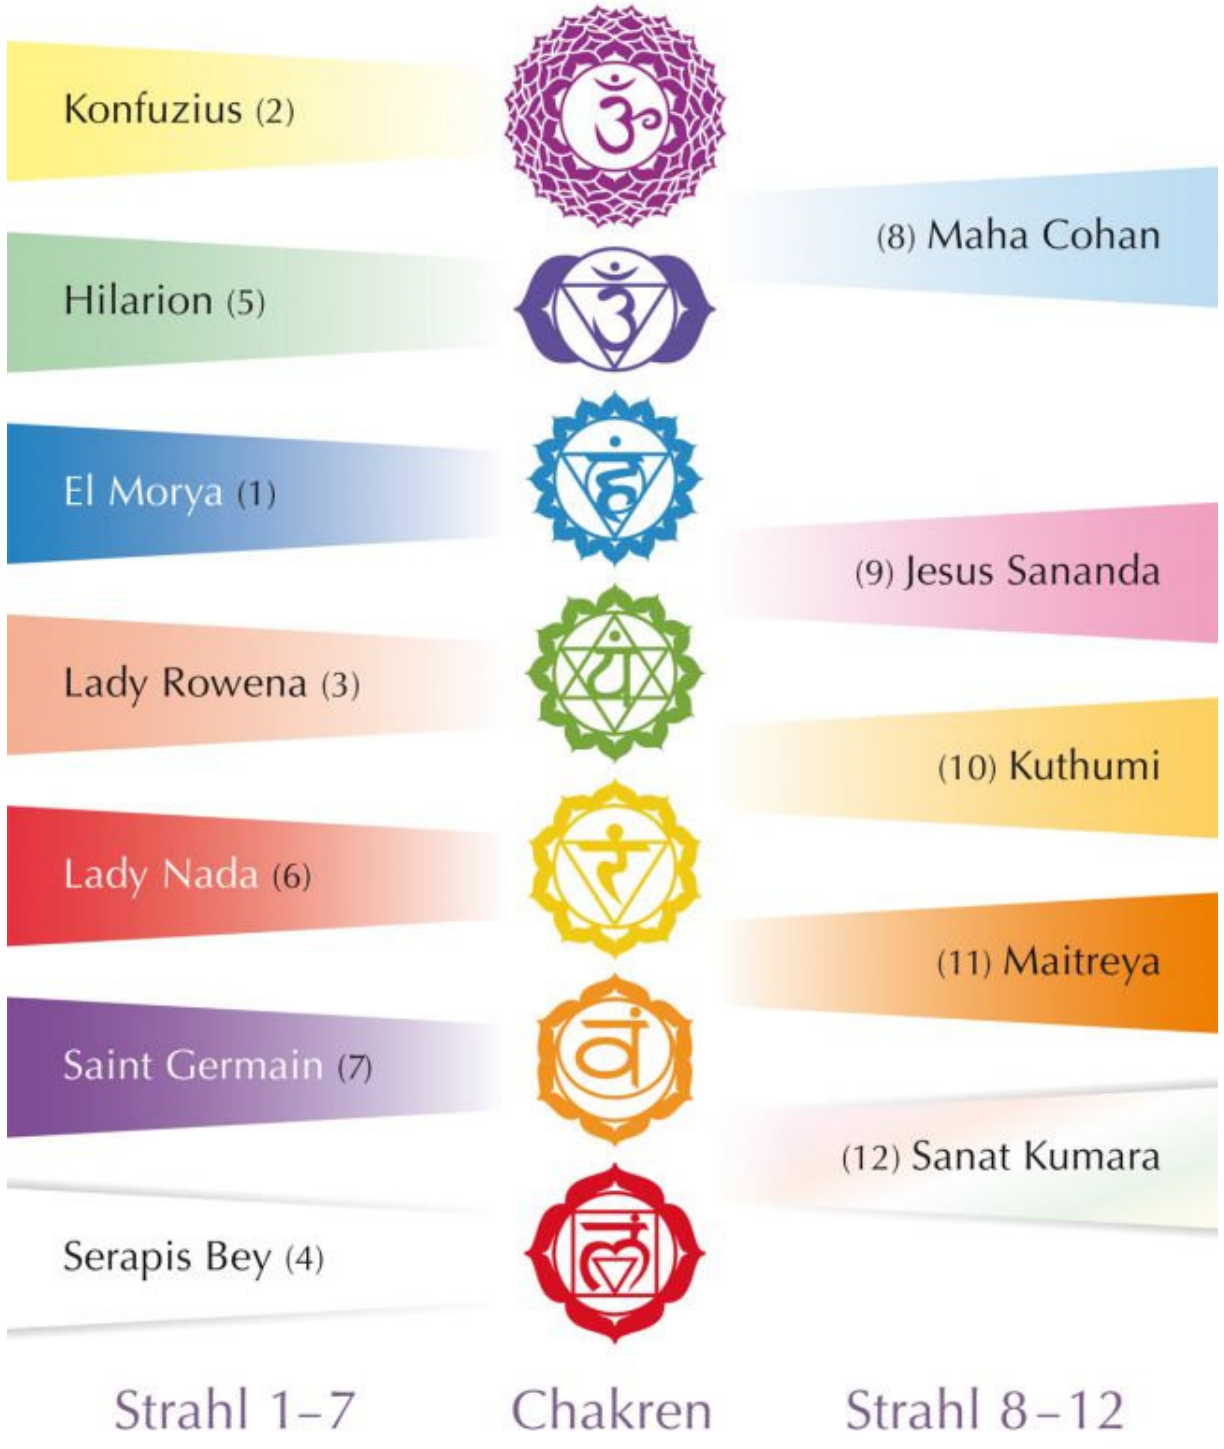 Konfuzius (2)
(8) Maha Cohan
Hilarion (5)
El Morya (1)
(9) Jesus Sananda
Lady Rowena (3)
(10) Kuthumi
Lady Nada (6)
(11) Maitreya
Saint Germain (7)
(12) Sanat Kumara
Serapis Bey (4)
ॐ
उं
हं
यं
रं
वं
लं
Strahl 1–7
Chakren
Strahl 8–12